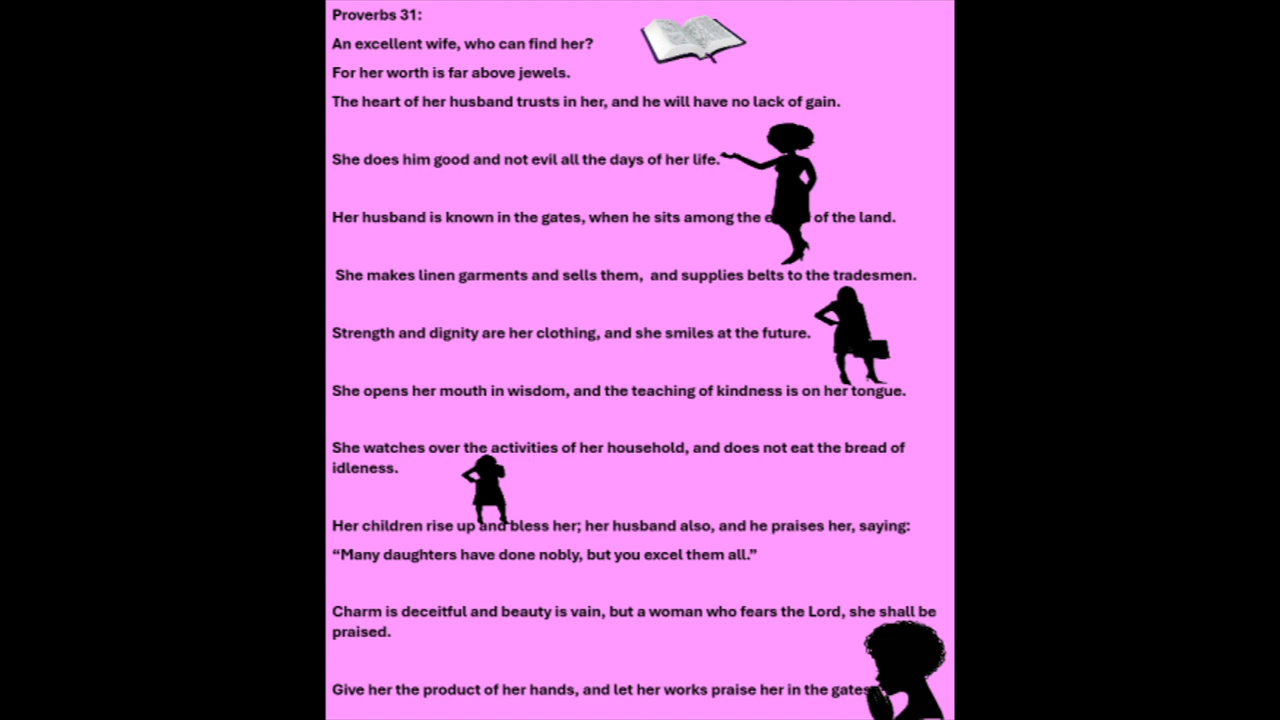 Proverbs 31:
An excellent wife, who can find her?
For her worth is far above jewels.
The heart of her husband trusts in her, and he will have no lack of gain.
She does him good and not evil all the days of her life.
Her husband is known in the gates, when he sits among the of the land.
She makes linen garments and sells them, and supplies belts to the tradesmen.
Strength and dignity are her clothing, and she smiles at the future.
She opens her mouth in wisdom, and the teaching of kindness is on her tongue.
She watches over the activities of her household, and does not eat the bread of
idleness.
Her children rise up and bless her; her husband also, and he praises her, saying:
“Many daughters have done nobly, but you excel them all.”
Charm is deceitful and beauty is vain, but a woman who fears the Lord, she shall be
praised.
Give her the product of her hands, and let her works praise her in the gates